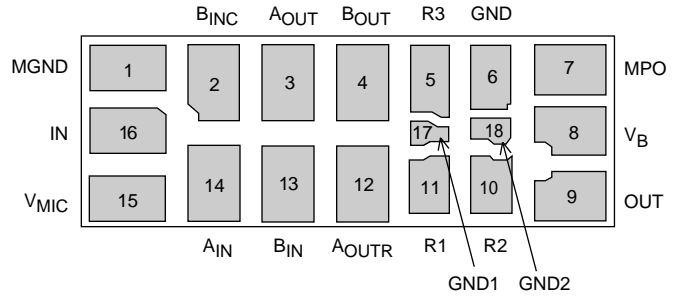 BINC AOUT BOUT R3 GND
MGND 1 2 3 4 5 6 7 MPO
IN 16 17 18 8 VB
VMIC 15 14 13 12 11 10 9 OUT
AIN BIN AOUTR R1 R2
GND1 GND2